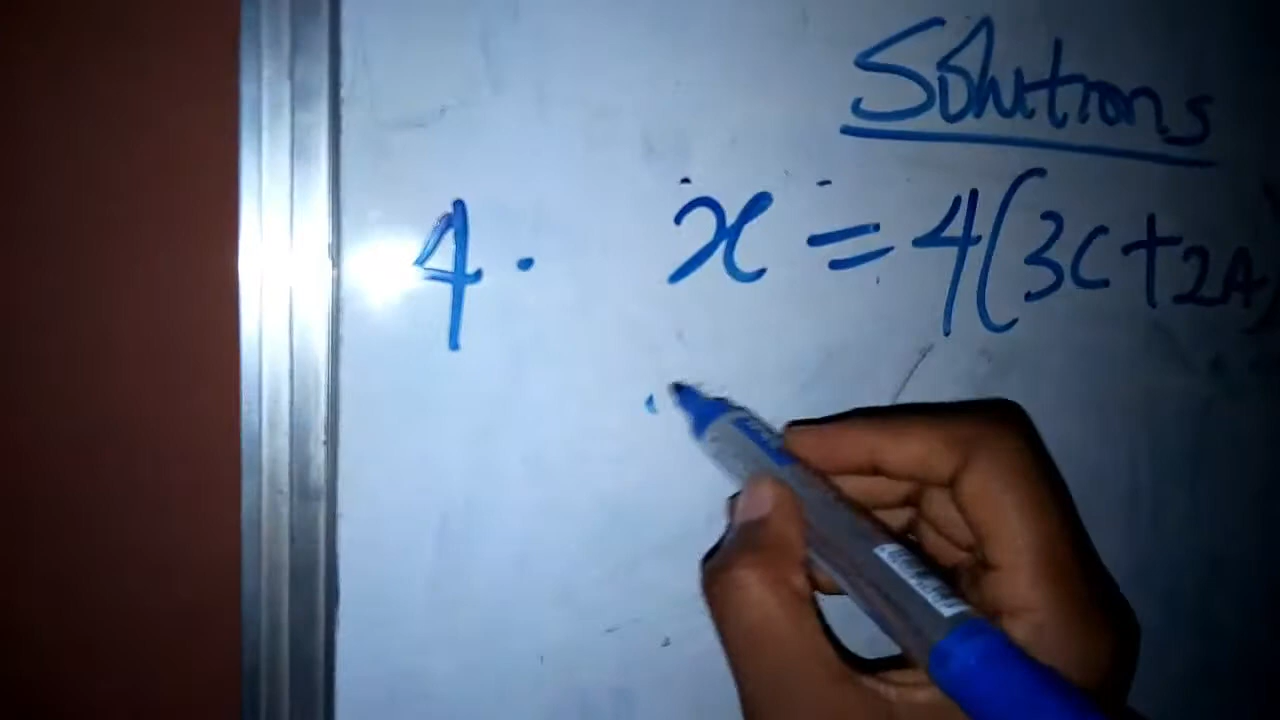 Solutions
4. x = 4(3C+2A)